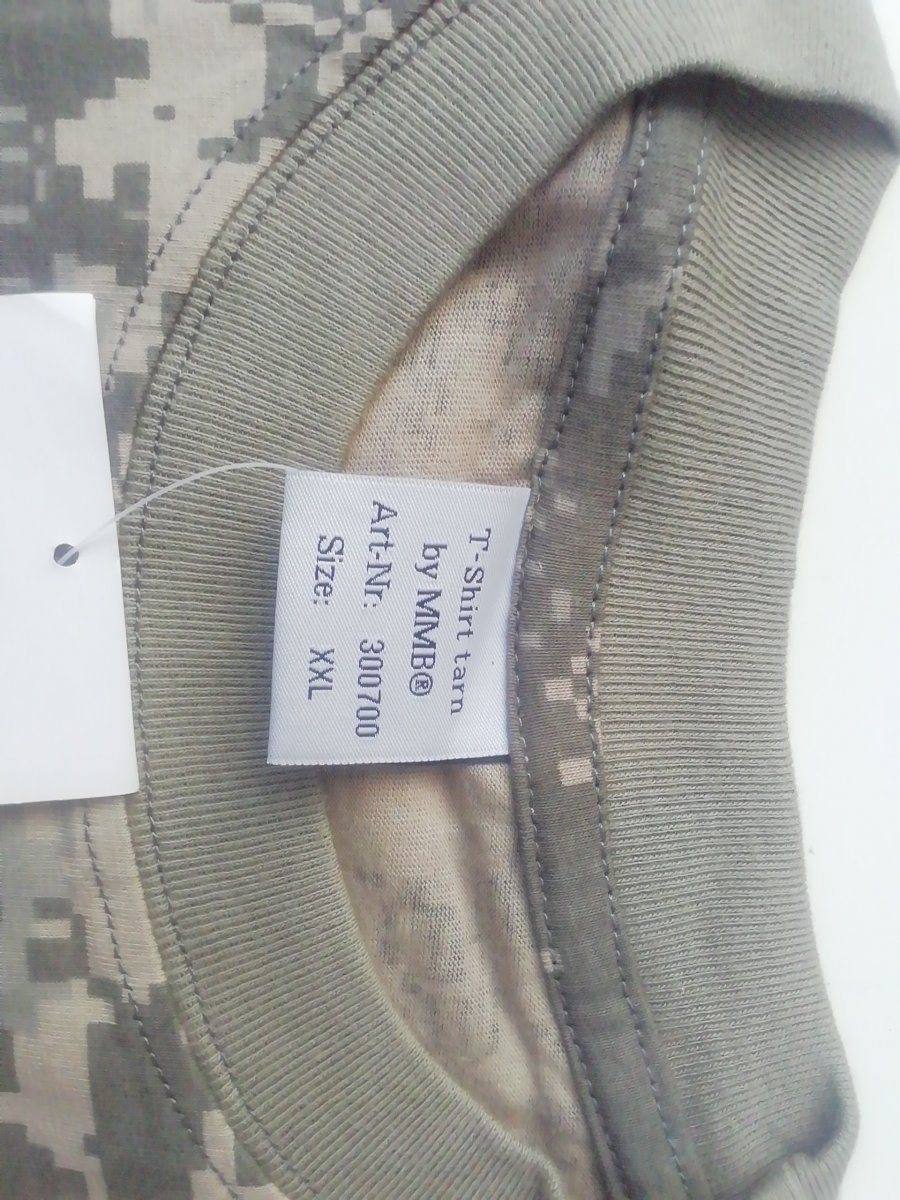 T-Shirt tarn
by MMB®
Art-Nr: 300700
Size: XXL